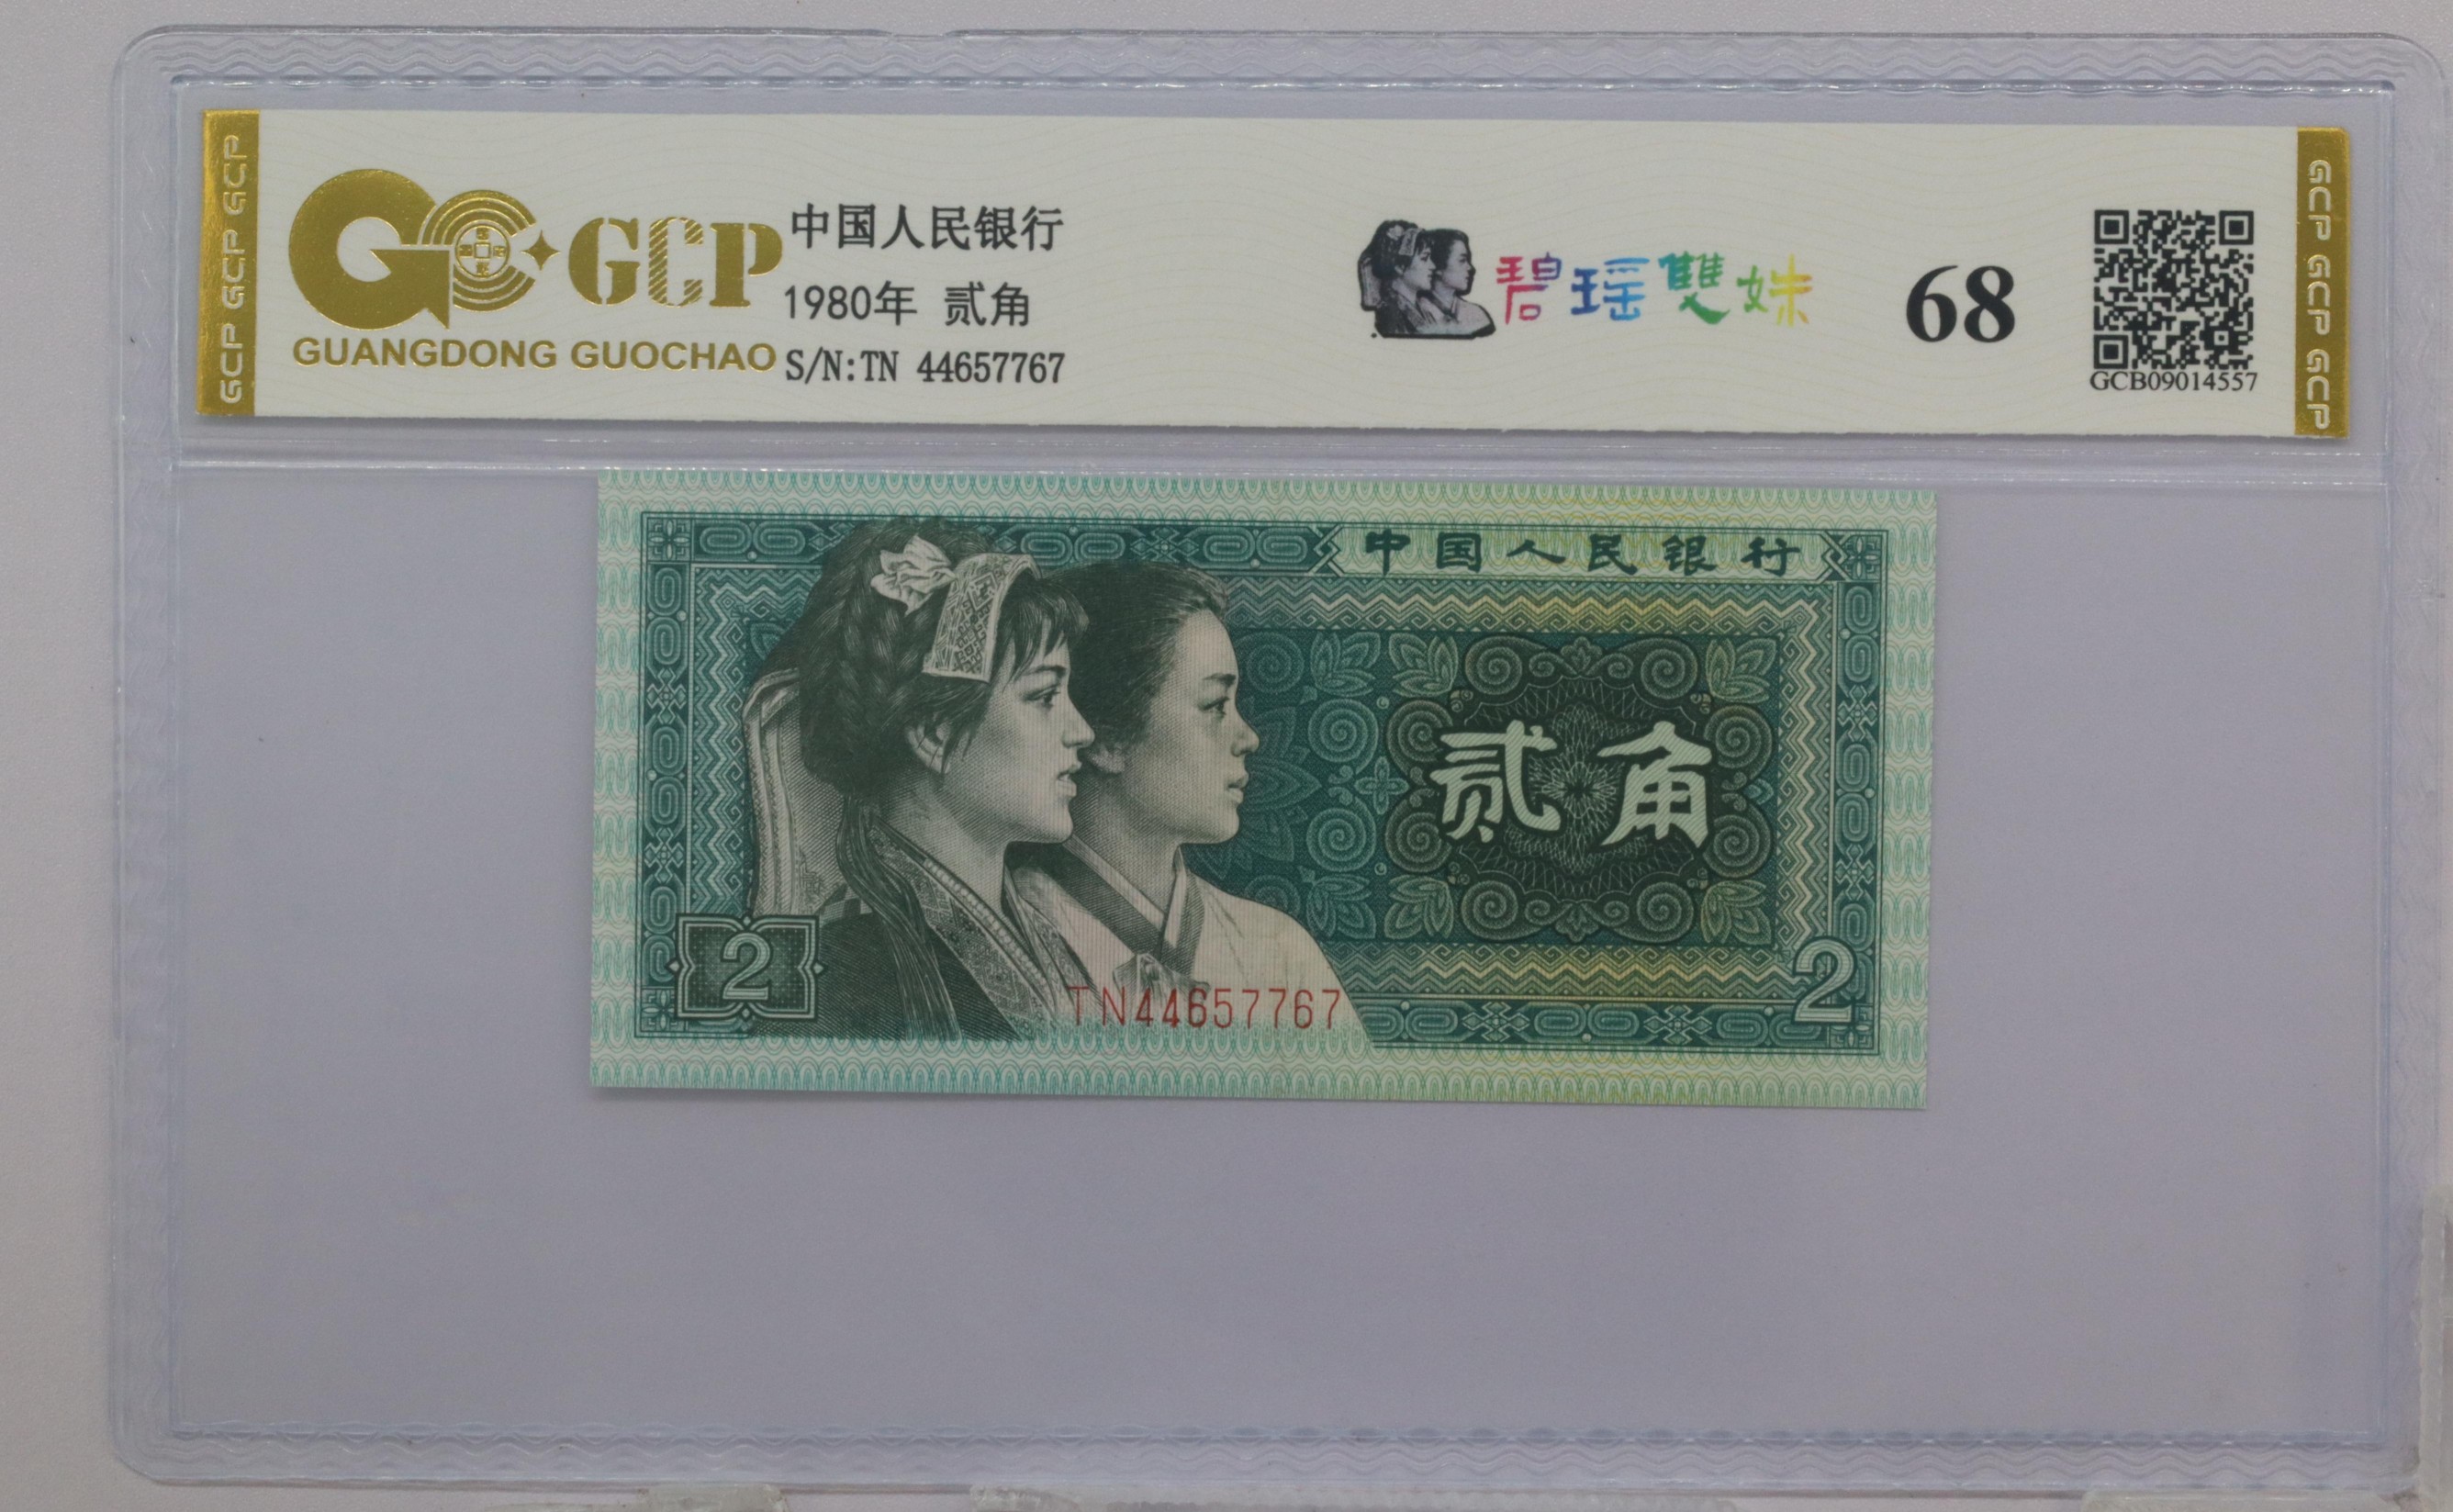 GCP GCP GCP
GCP
GUANGDONG GUOCHAO
中国人民银行
1980年 贰角
S/N:TN 44657767
碧瑶雙姝
68
GCB09014557
GCP GCP GCP
中国人民银行
贰角
2
TN44657767
2